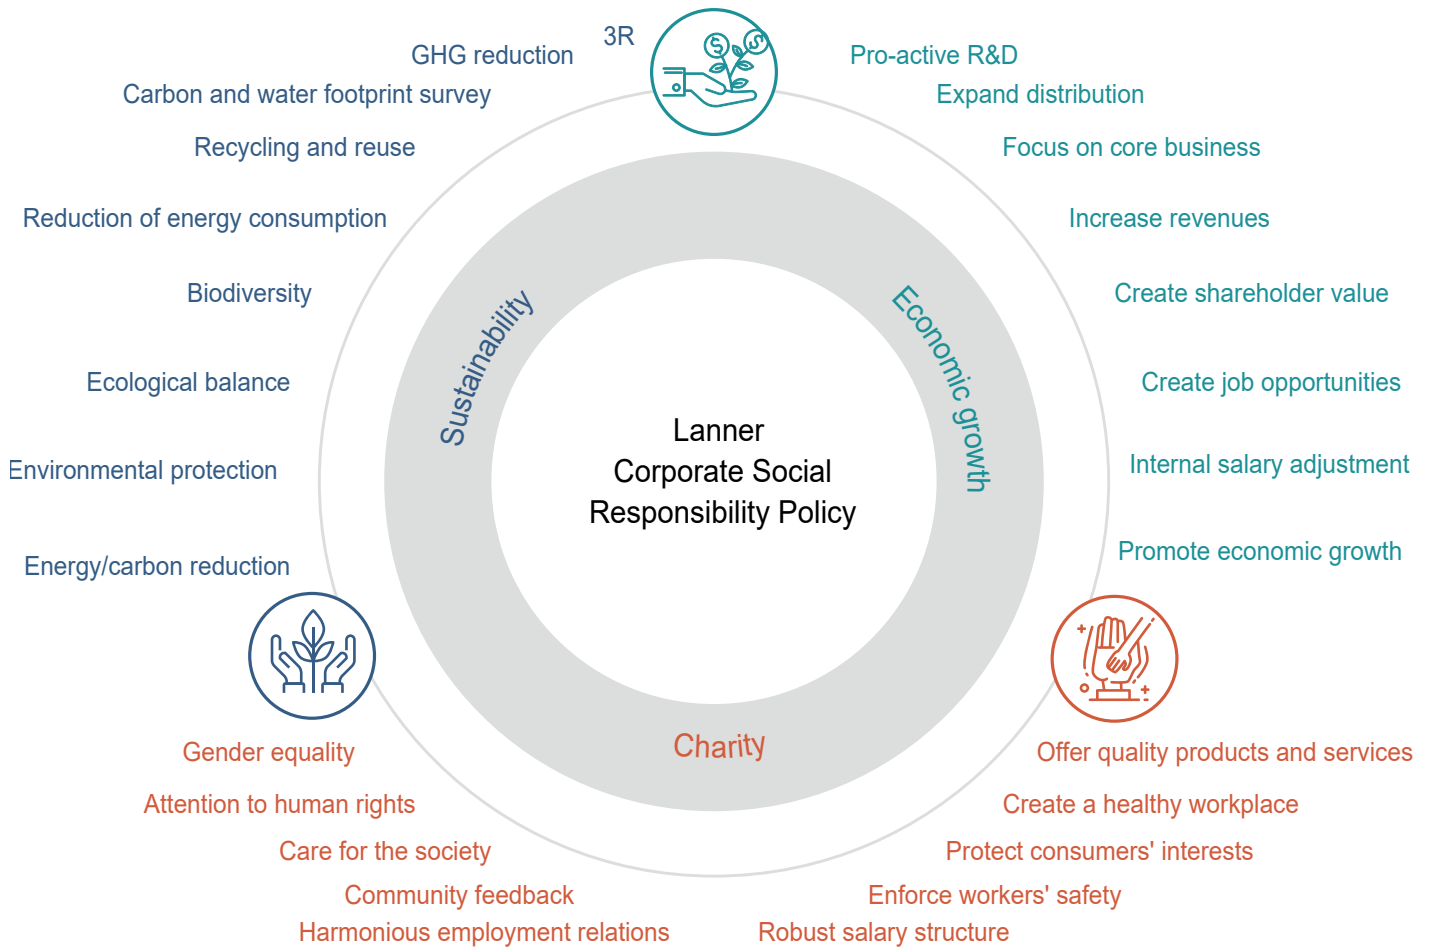 3R
GHG reduction
Carbon and water footprint survey
Recycling and reuse
Reduction of energy consumption
Biodiversity
Ecological balance
Environmental protection
Energy/carbon reduction
Pro-active R&D
Expand distribution
Focus on core business
Increase revenues
Create shareholder value
Create job opportunities
Internal salary adjustment
Promote economic growth
Sustainability
Economic growth
Lanner
Corporate Social
Responsibility Policy
Charity
Gender equality
Attention to human rights
Care for the society
Community feedback
Harmonious employment relations
Offer quality products and services
Create a healthy workplace
Protect consumers' interests
Enforce workers' safety
Robust salary structure